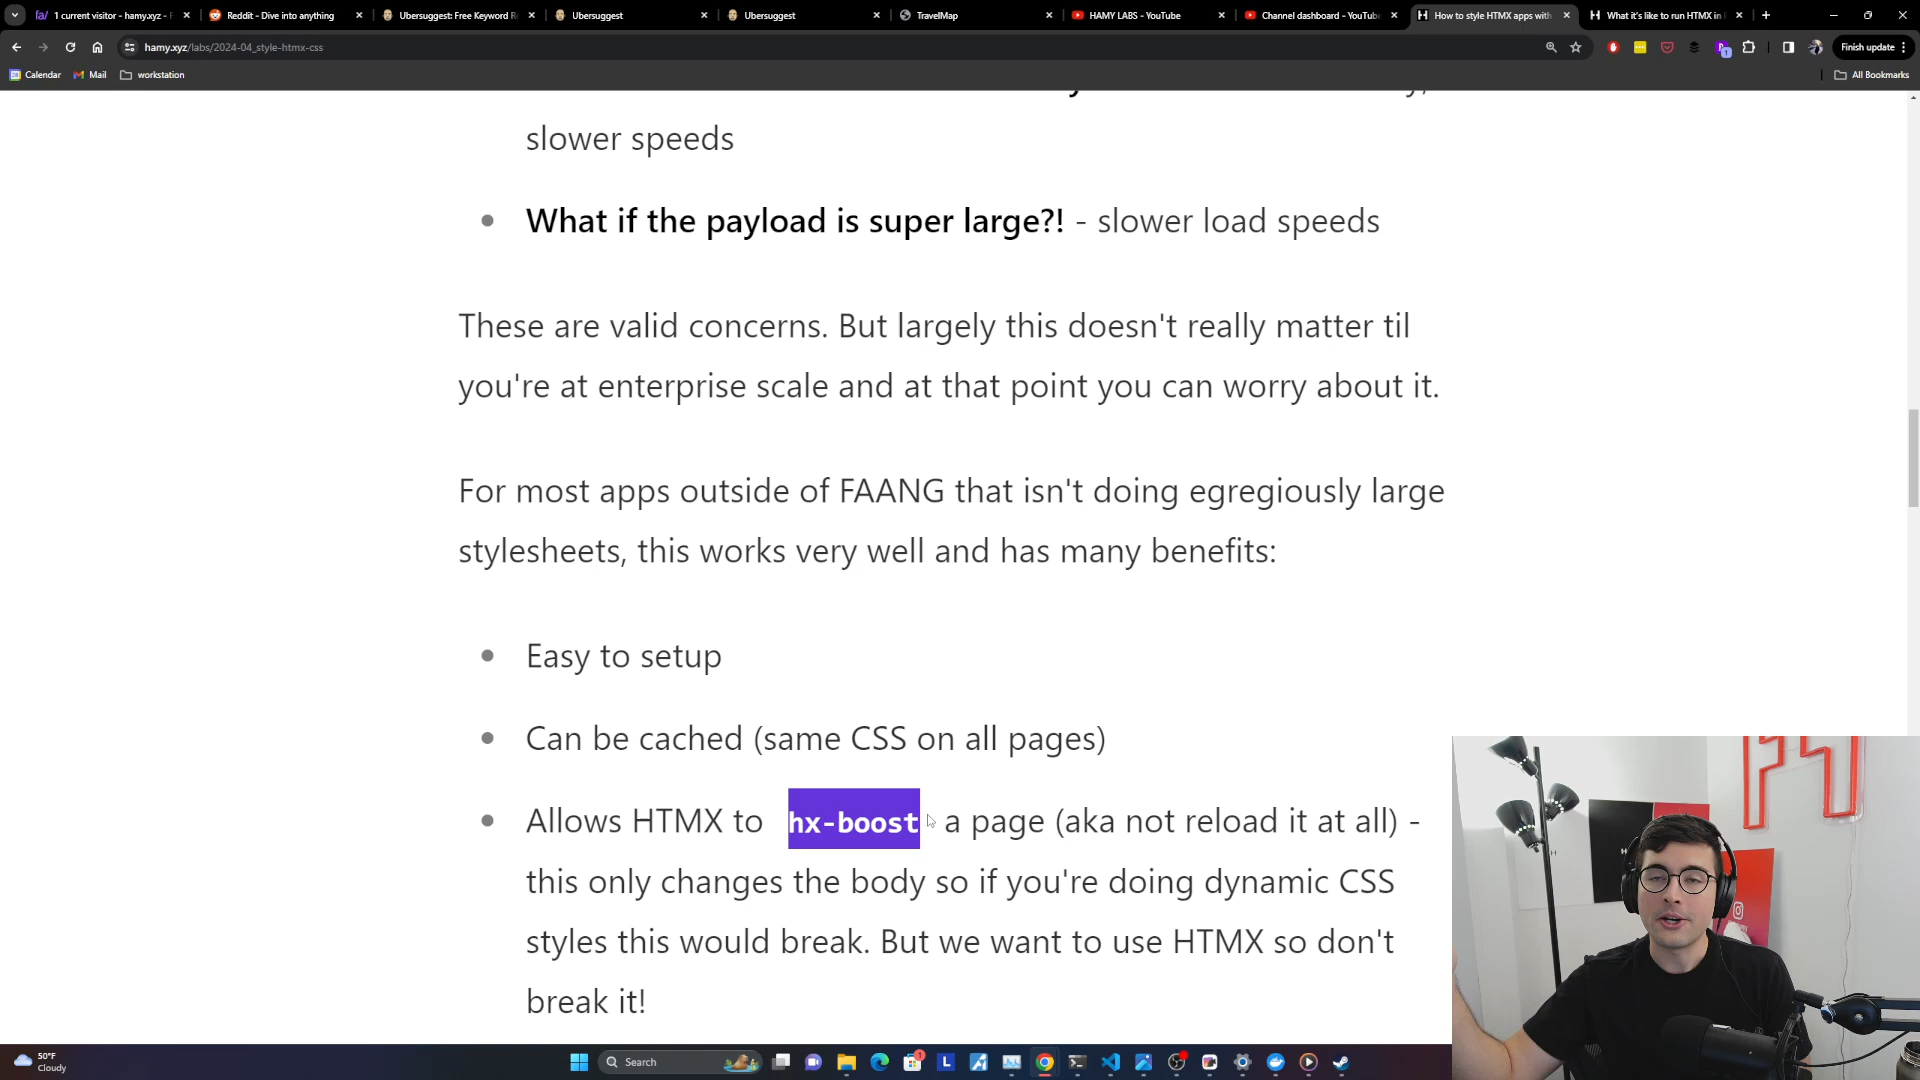 1 current visitor - hamy.xyz - F
Reddit - Dive into anything
Ubersuggest: Free Keyword R
Ubersuggest
Ubersuggest
TravelMap
HAMY LABS - YouTube
Channel dashboard - YouTub
How to style HTMX apps with
What it's like to run HTMX in
hamy.xyz/labs/2024-04_style-htmx-css
Finish update
Calendar
Mail
workstation
All Bookmarks
slower speeds
What if the payload is super large?! - slower load speeds
These are valid concerns. But largely this doesn't really matter til
you're at enterprise scale and at that point you can worry about it.
For most apps outside of FAANG that isn't doing egregiously large
stylesheets, this works very well and has many benefits:
Easy to setup
Can be cached (same CSS on all pages)
Allows HTMX to hx-boost a page (aka not reload it at all) -
this only changes the body so if you're doing dynamic CSS
styles this would break. But we want to use HTMX so don't
break it!
50°F
Cloudy
Search